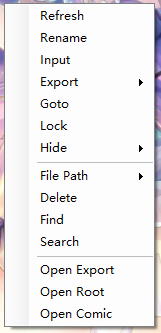 Refresh
Rename
Input
Export
Goto
Lock
Hide
File Path
Delete
Find
Search
Open Export
Open Root
Open Comic